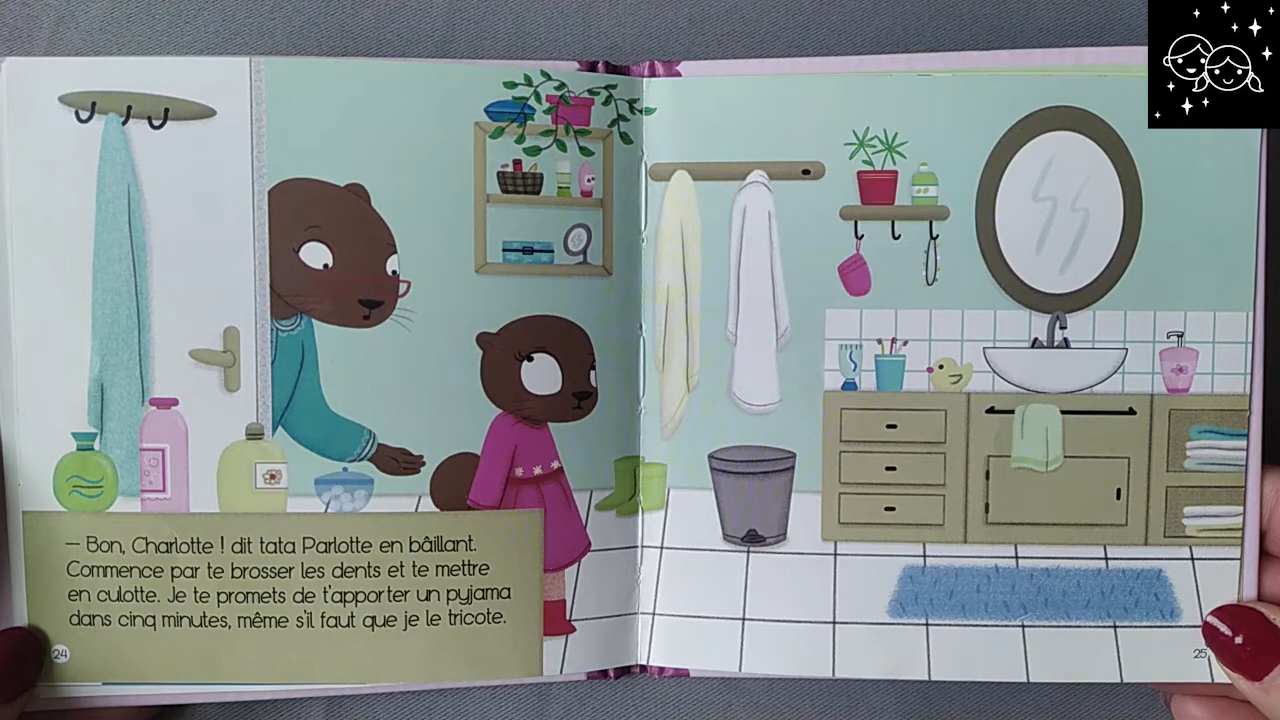 — Bon, Charlotte ! dit tata Parlotte en bâillant.
Commence par te brosser les dents et te mettre
en culotte. Je te promets de t'apporter un pyjama
dans cinq minutes, même s'il faut que je le tricote.
24
25